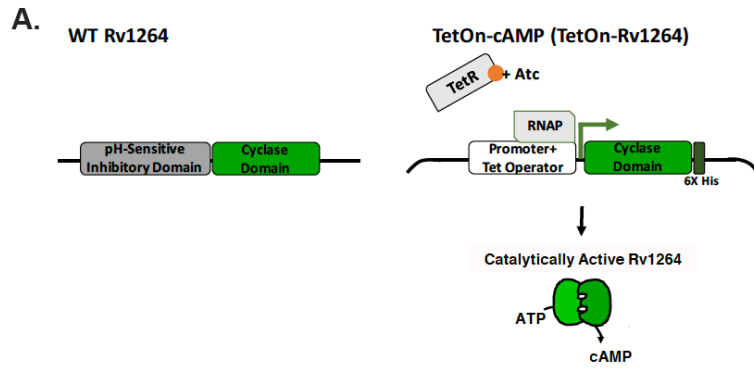 A.
WT Rv1264
TetOn-cAMP (TetOn-Rv1264)
TetR
+ Atc
RNAP
pH-Sensitive
Inhibitory Domain
Cyclase
Domain
Promoter+
Tet Operator
Cyclase
Domain
6X His
Catalytically Active Rv1264
ATP
cAMP